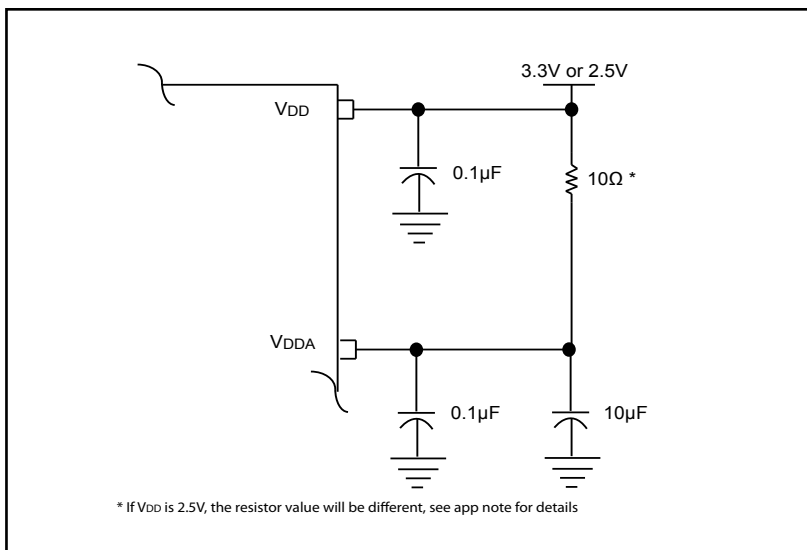 3.3V or 2.5V
VDD
0.1µF
10Ω *
VDDA
0.1µF
10µF
* If VDD is 2.5V, the resistor value will be different, see app note for details